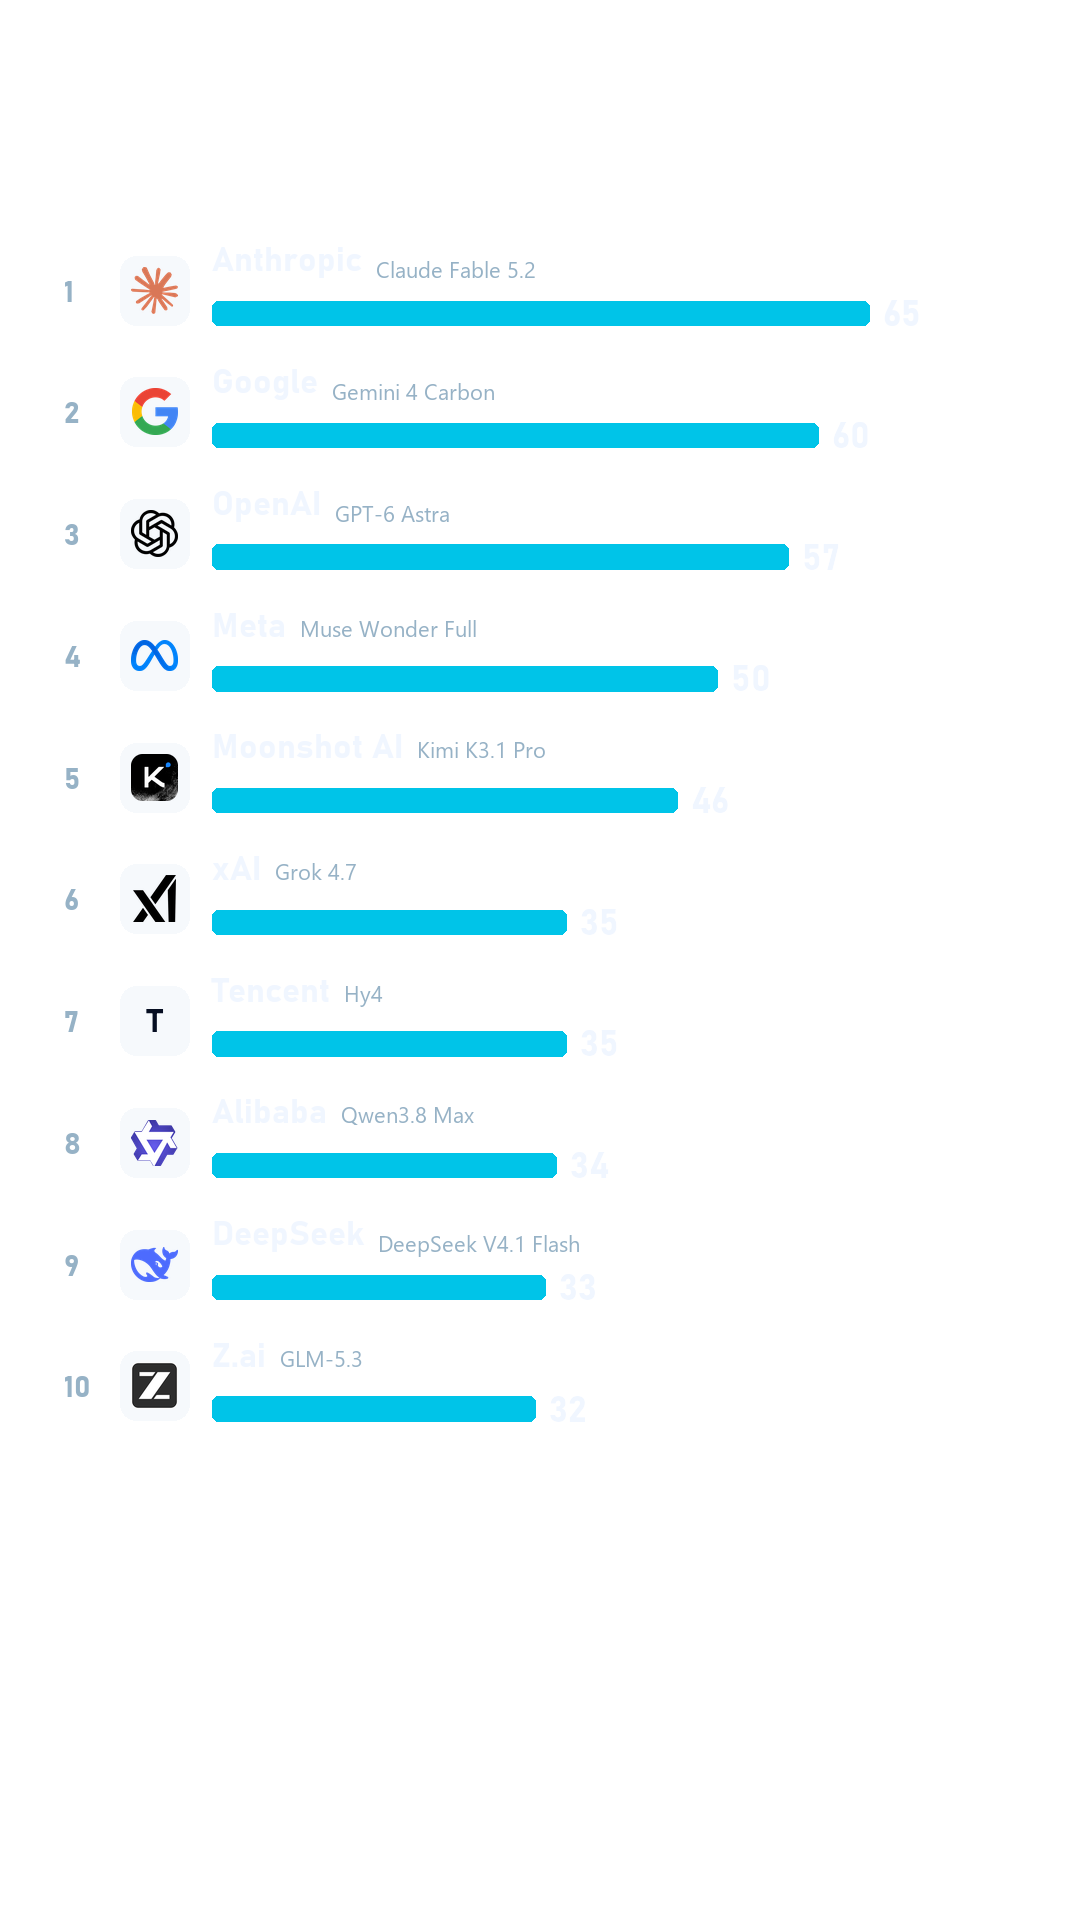 1 Anthropic Claude Fable 5.2
65
2 Google Gemini 4 Carbon
60
3 OpenAI GPT-6 Astra
57
4 Meta Muse Wonder Full
50
5 K Moonshot AI Kimi K3.1 Pro
46
6 xAI xAI Grok 4.7
35
7 T Tencent Hy4
35
8 Alibaba Qwen3.8 Max
34
9 DeepSeek DeepSeek V4.1 Flash
33
10 Z Z.ai GLM-5.3
32